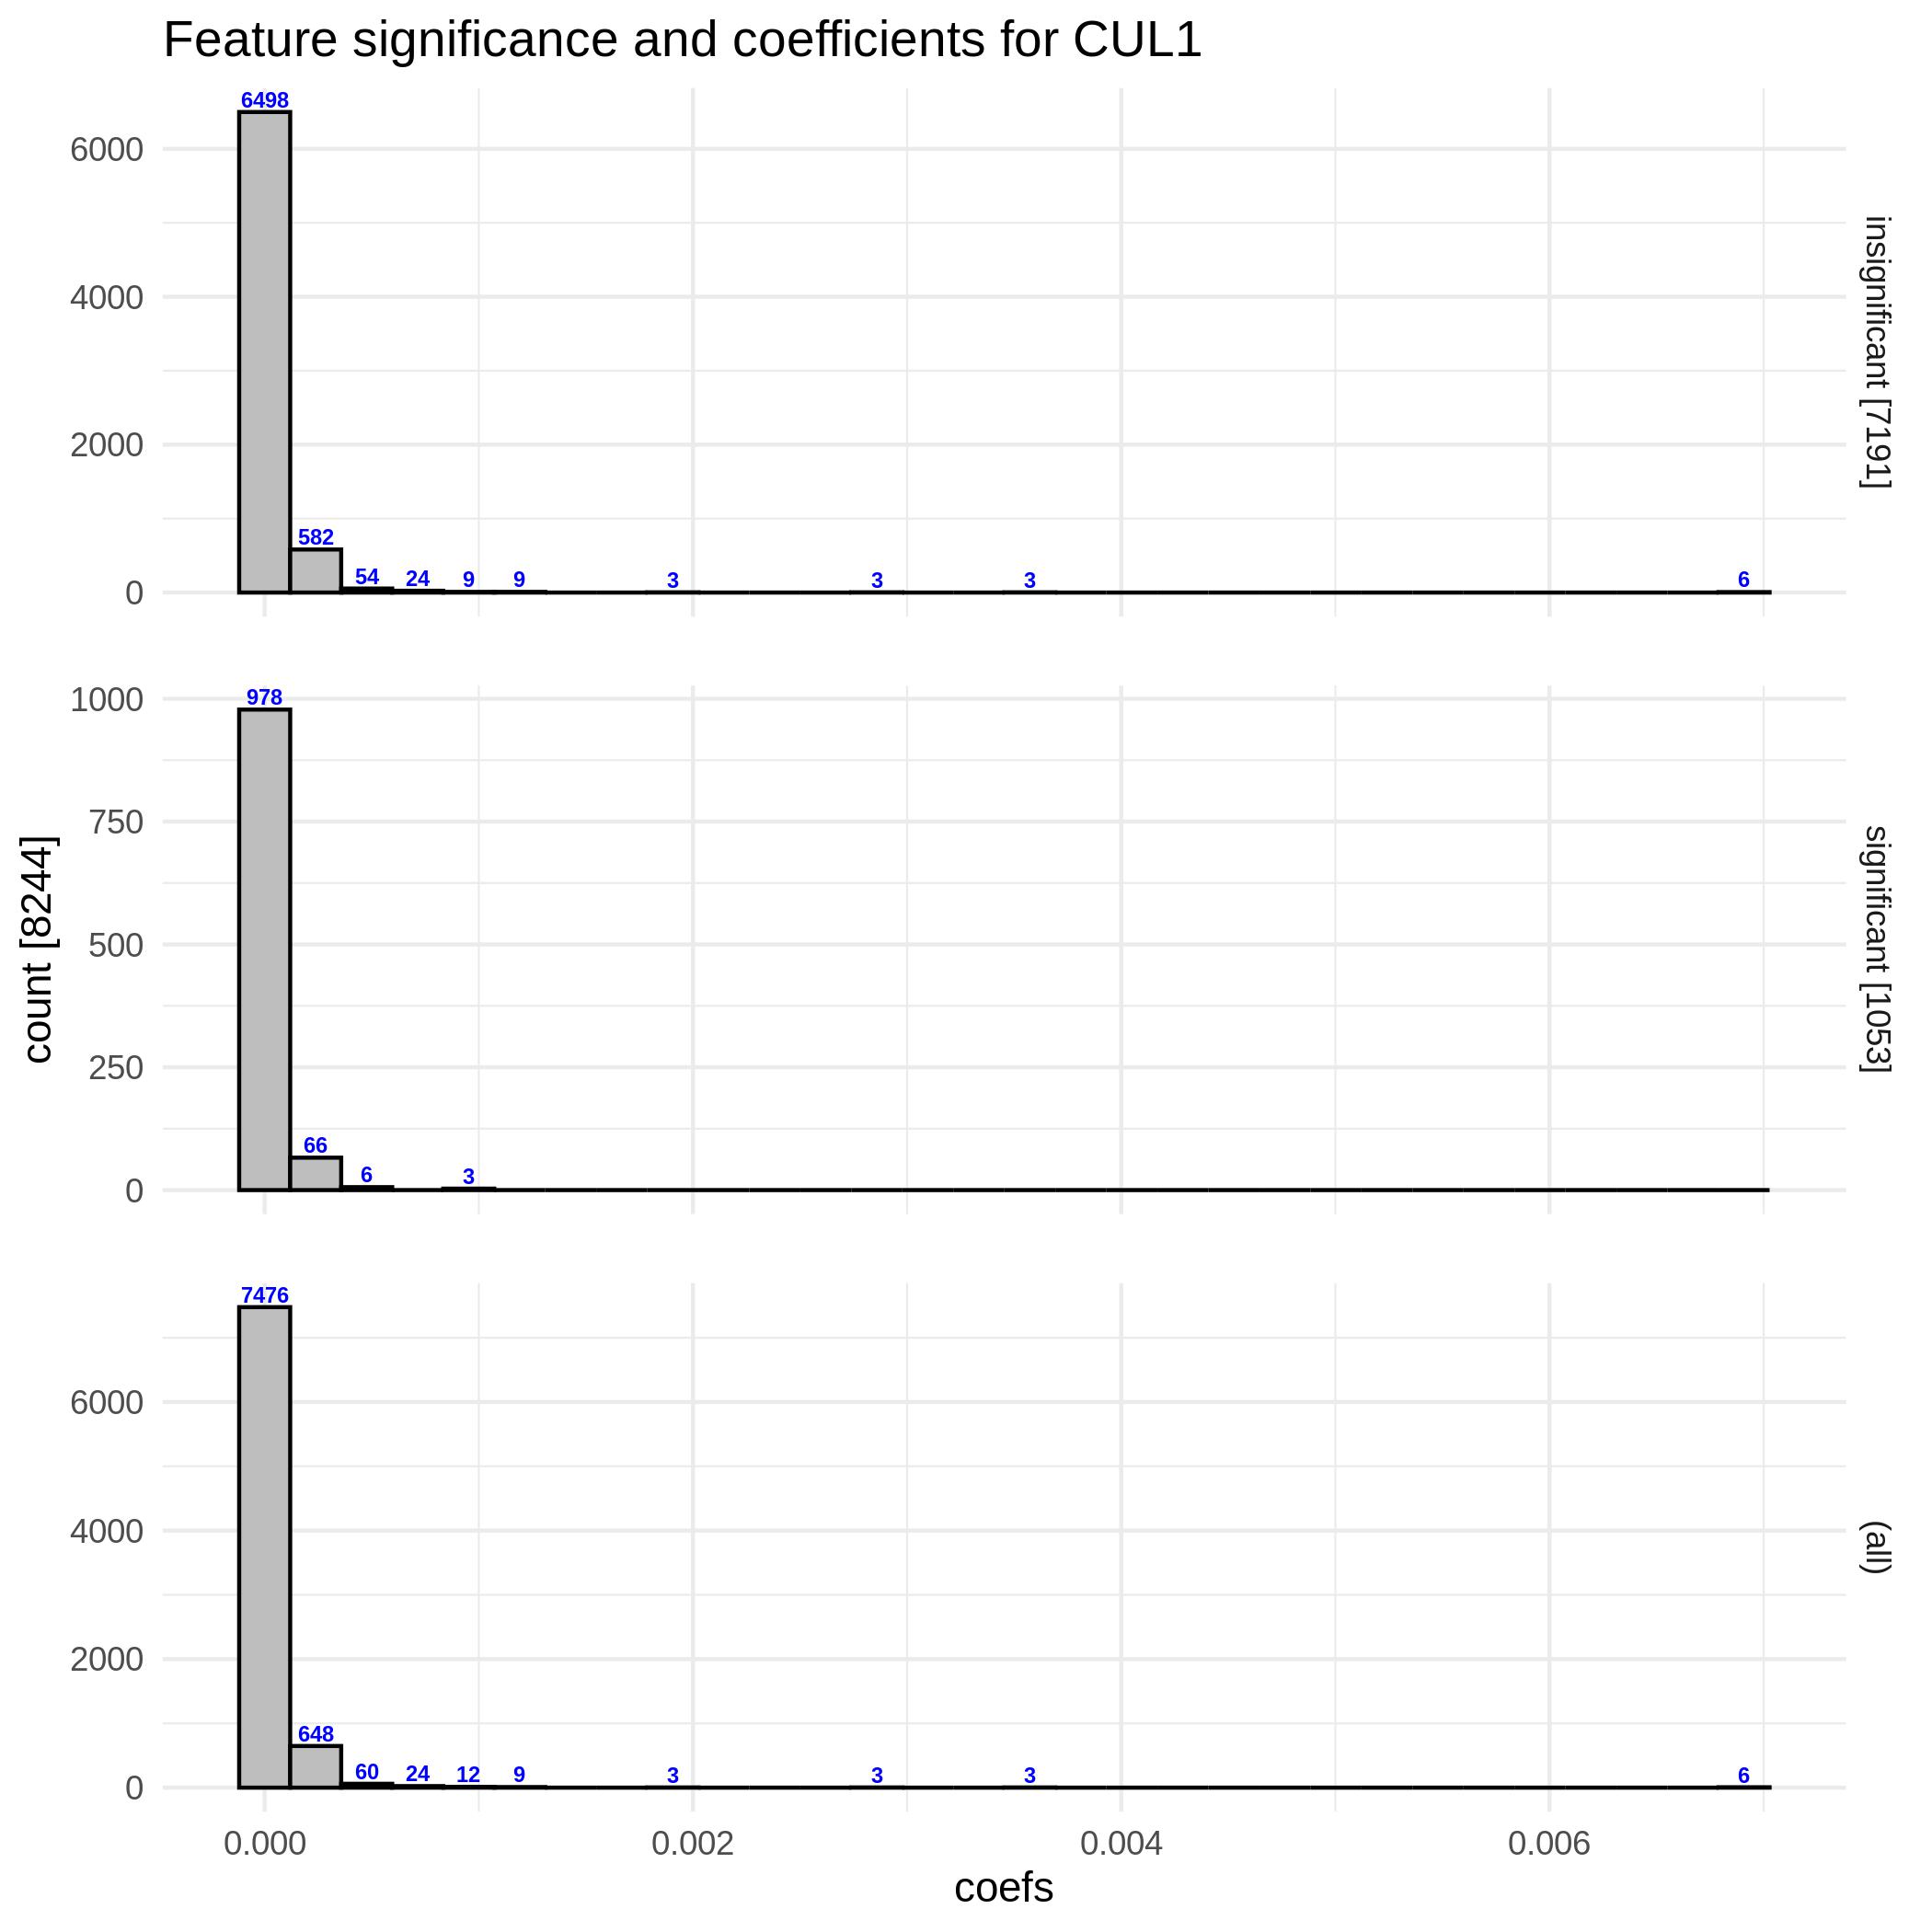 Feature significance and coefficients for CUL1
6498
6000
4000
2000
582
54 24 9 9 3 3 3 6
0
insignificant [7191]
1000
978
750
500
250
66
6 3
0
significant [1053]
count [8244]
7476
6000
4000
2000
648
60 24 12 9 3 3 3 6
0
(all)
0.000 0.002 0.004 0.006
coefs